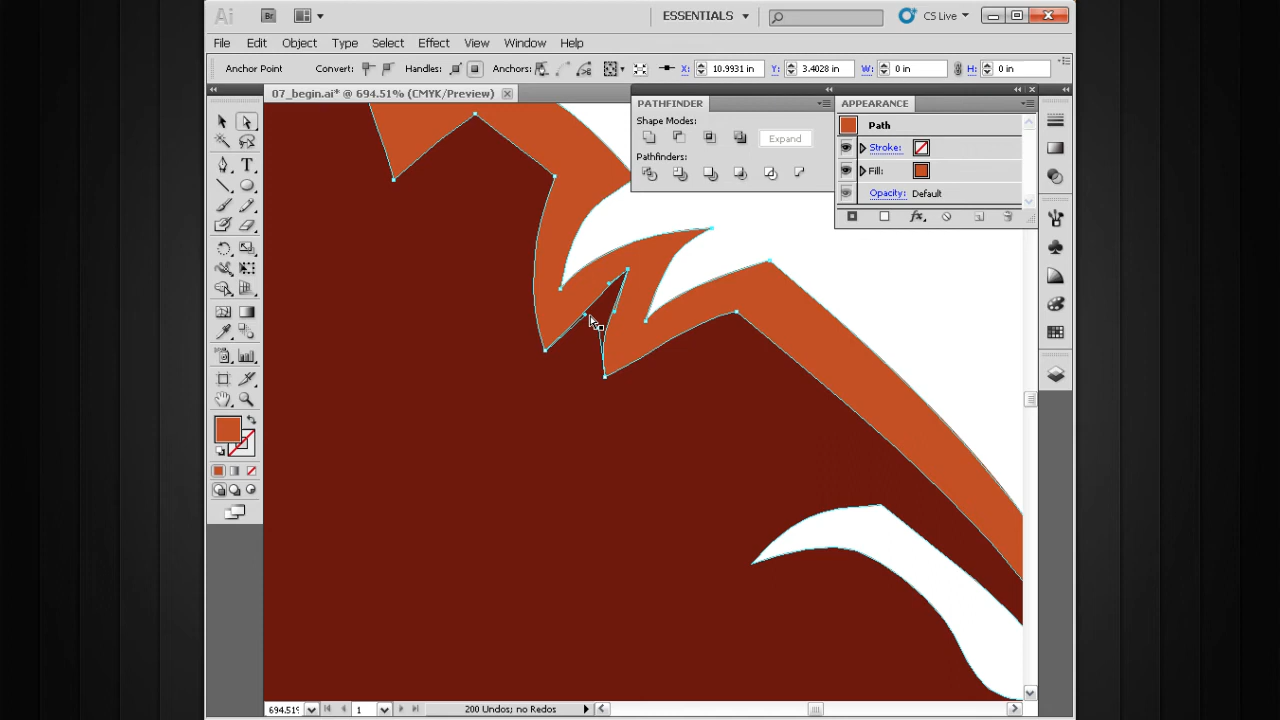 Ai Br ESSENTIALS CS Live
File Edit Object Type Select Effect View Window Help
Anchor Point Convert: Handles: Anchors: X: 10.9931 in Y: 3.4028 in W: 0 in H: 0 in
07_begin.ai* @ 694.51% (CMYK/Preview)
PATHFINDER
Shape Modes:
Expand
Pathfinders:
APPEARANCE
Path
Stroke:
Fill:
Opacity: Default
fx
694.51% 1 200 Undos; no Redos